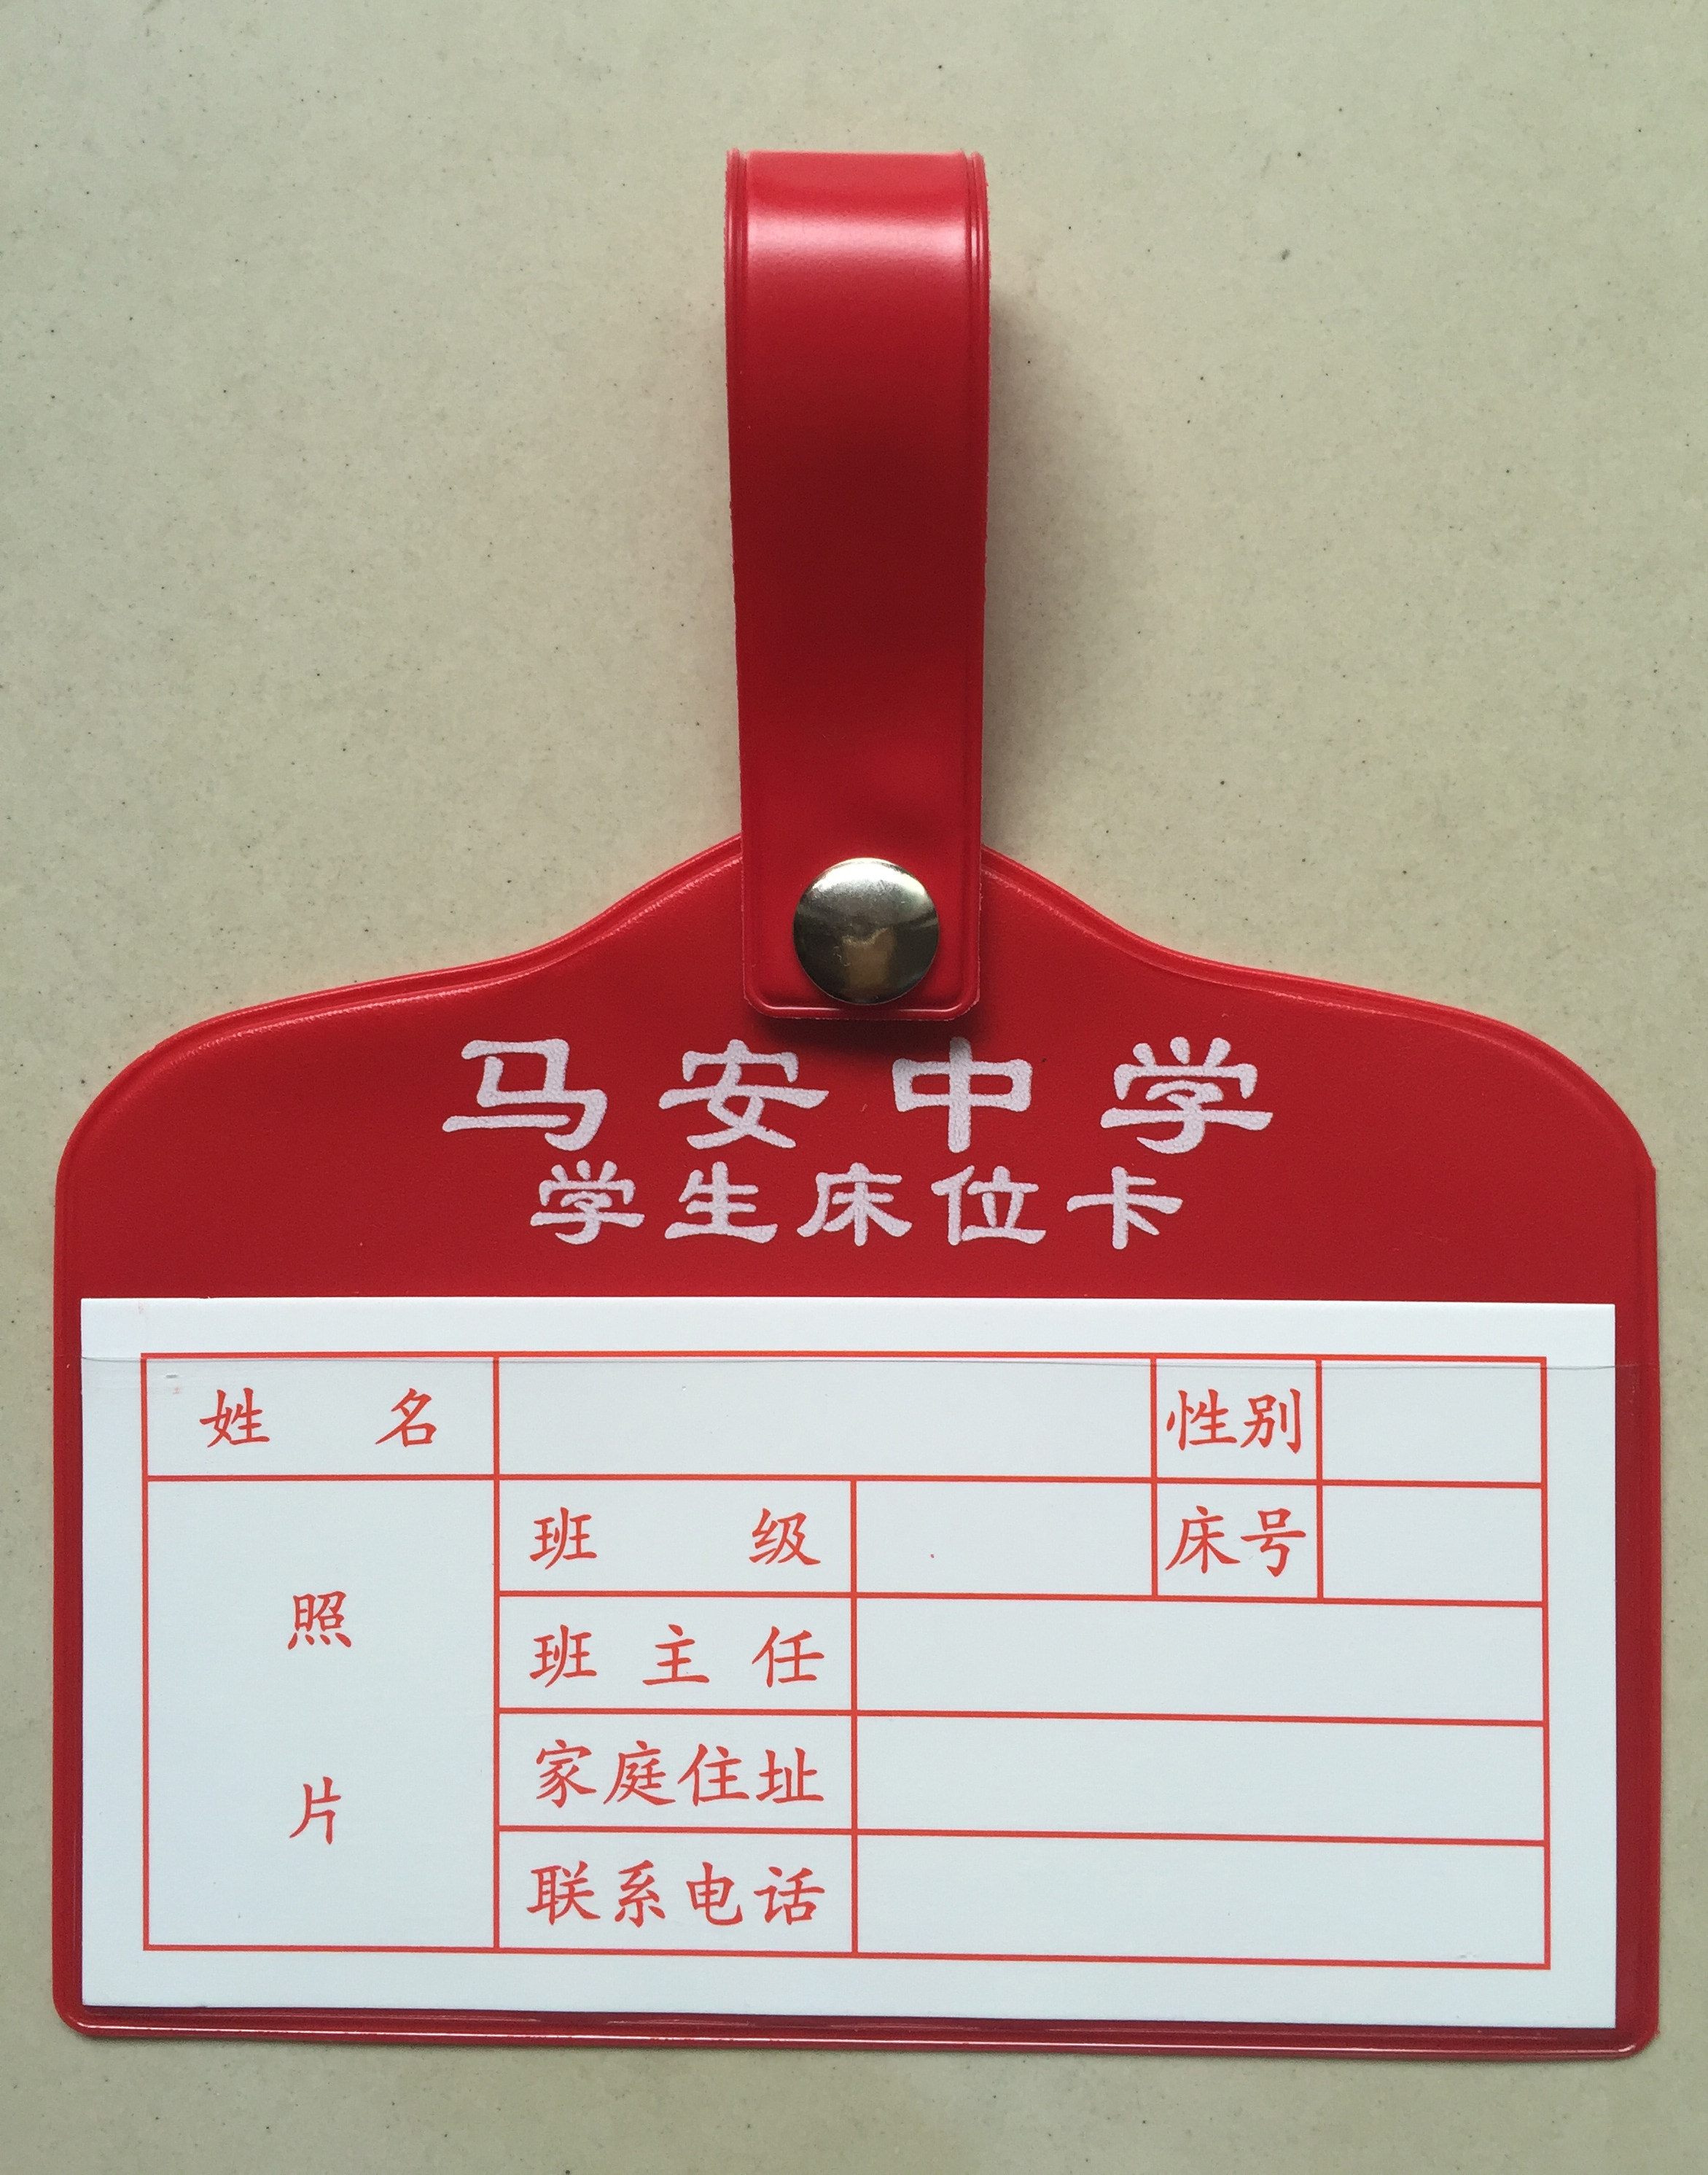 马安中学
学生床位卡
姓名 性别
照片
班级 床号
班主任
家庭住址
联系电话